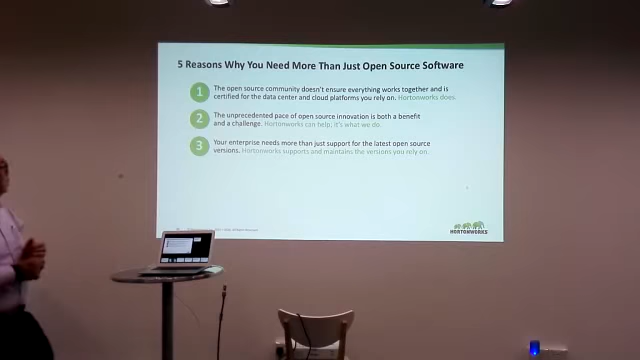 5 Reasons Why You Need More Than Just Open Source Software
1
The open source community doesn't ensure everything works together and is
certified for the data center and cloud platforms you rely on. Hortonworks does.
2
The unprecedented pace of open source innovation is both a benefit
and a challenge. Hortonworks can help; it's what we do.
3
Your enterprise needs more than just support for the latest open source
versions. Hortonworks supports and maintains the versions you rely on.
HORTONWORKS